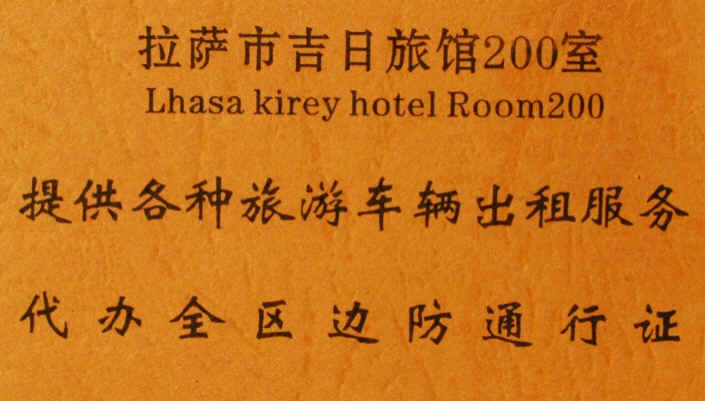 拉萨市吉日旅馆200室
Lhasa kirey hotel Room200
提供各种旅游车辆出租服务
代办全区边防通行证